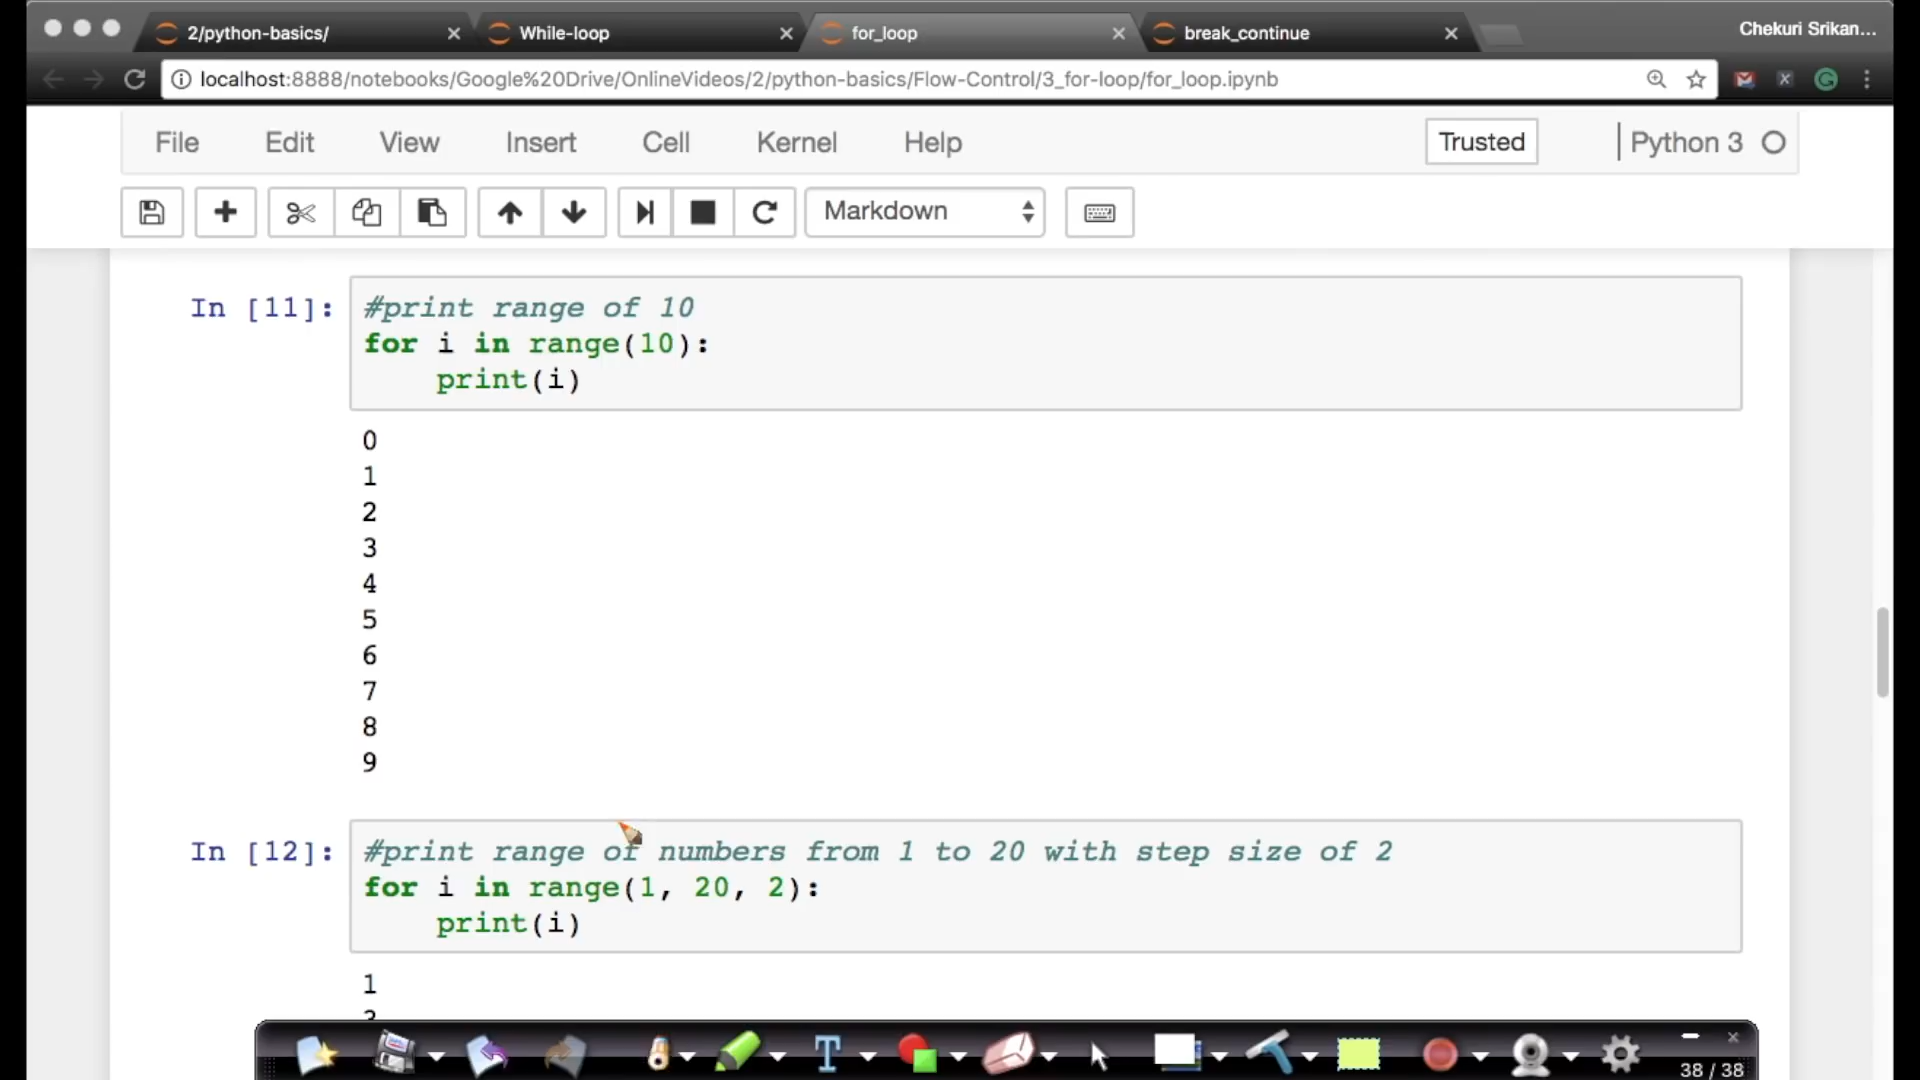 2/python-basics/
While-loop
for_loop
break_continue
Chekuri Srikan...
localhost:8888/notebooks/Google%20Drive/OnlineVideos/2/python-basics/Flow-Control/3_for-loop/for_loop.ipynb
File Edit View Insert Cell Kernel Help Trusted Python 3
Markdown
In [11]: #print range of 10
for i in range(10):
    print(i)
0
1
2
3
4
5
6
7
8
9
In [12]: #print range of numbers from 1 to 20 with step size of 2
for i in range(1, 20, 2):
    print(i)
1
38 / 38